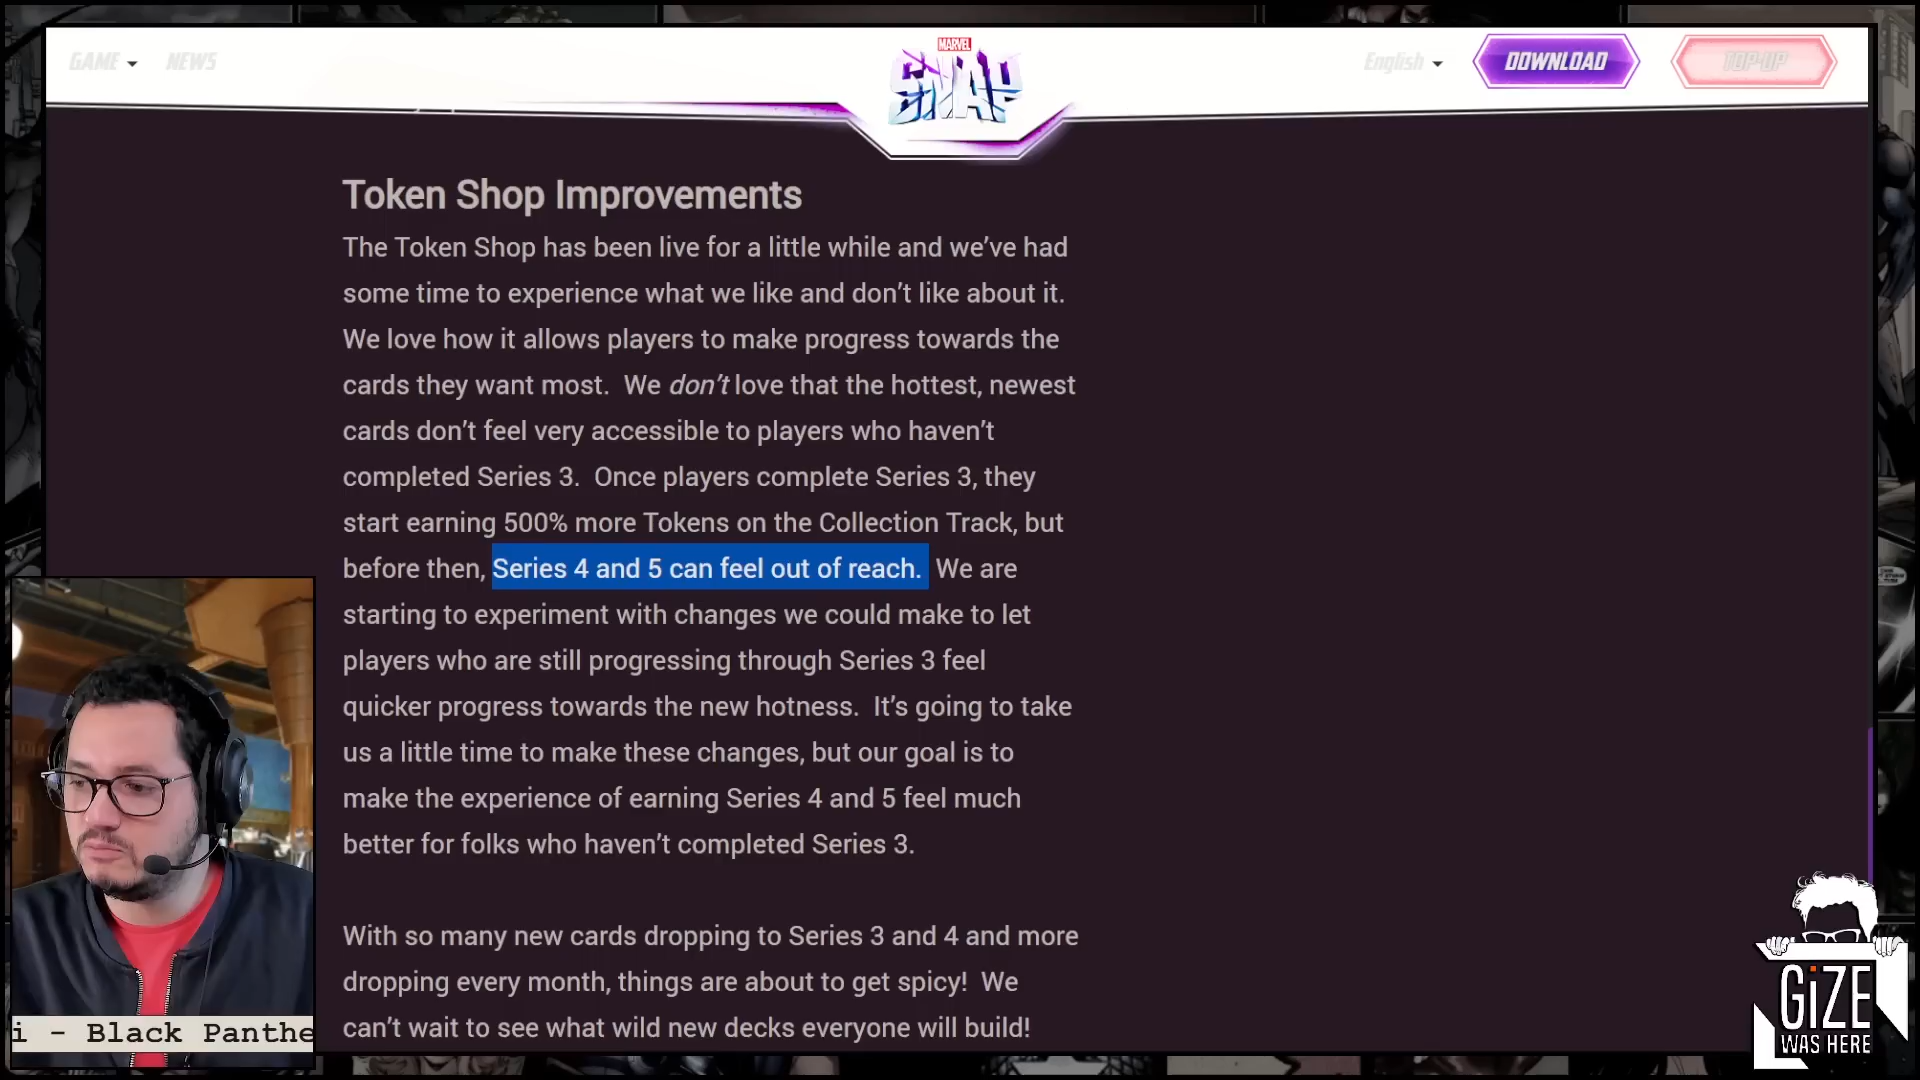 GAME
NEWS
MARVEL
SNAP
English
DOWNLOAD
TOP-UP
Token Shop Improvements
The Token Shop has been live for a little while and we’ve had
some time to experience what we like and don’t like about it.
We love how it allows players to make progress towards the
cards they want most.  We don’t love that the hottest, newest
cards don’t feel very accessible to players who haven’t
completed Series 3.  Once players complete Series 3, they
start earning 500% more Tokens on the Collection Track, but
before then, Series 4 and 5 can feel out of reach.  We are
starting to experiment with changes we could make to let
players who are still progressing through Series 3 feel
quicker progress towards the new hotness.  It’s going to take
us a little time to make these changes, but our goal is to
make the experience of earning Series 4 and 5 feel much
better for folks who haven’t completed Series 3.
With so many new cards dropping to Series 3 and 4 and more
dropping every month, things are about to get spicy!  We
can’t wait to see what wild new decks everyone will build!
i - Black Panthe
GiZE
WAS HERE